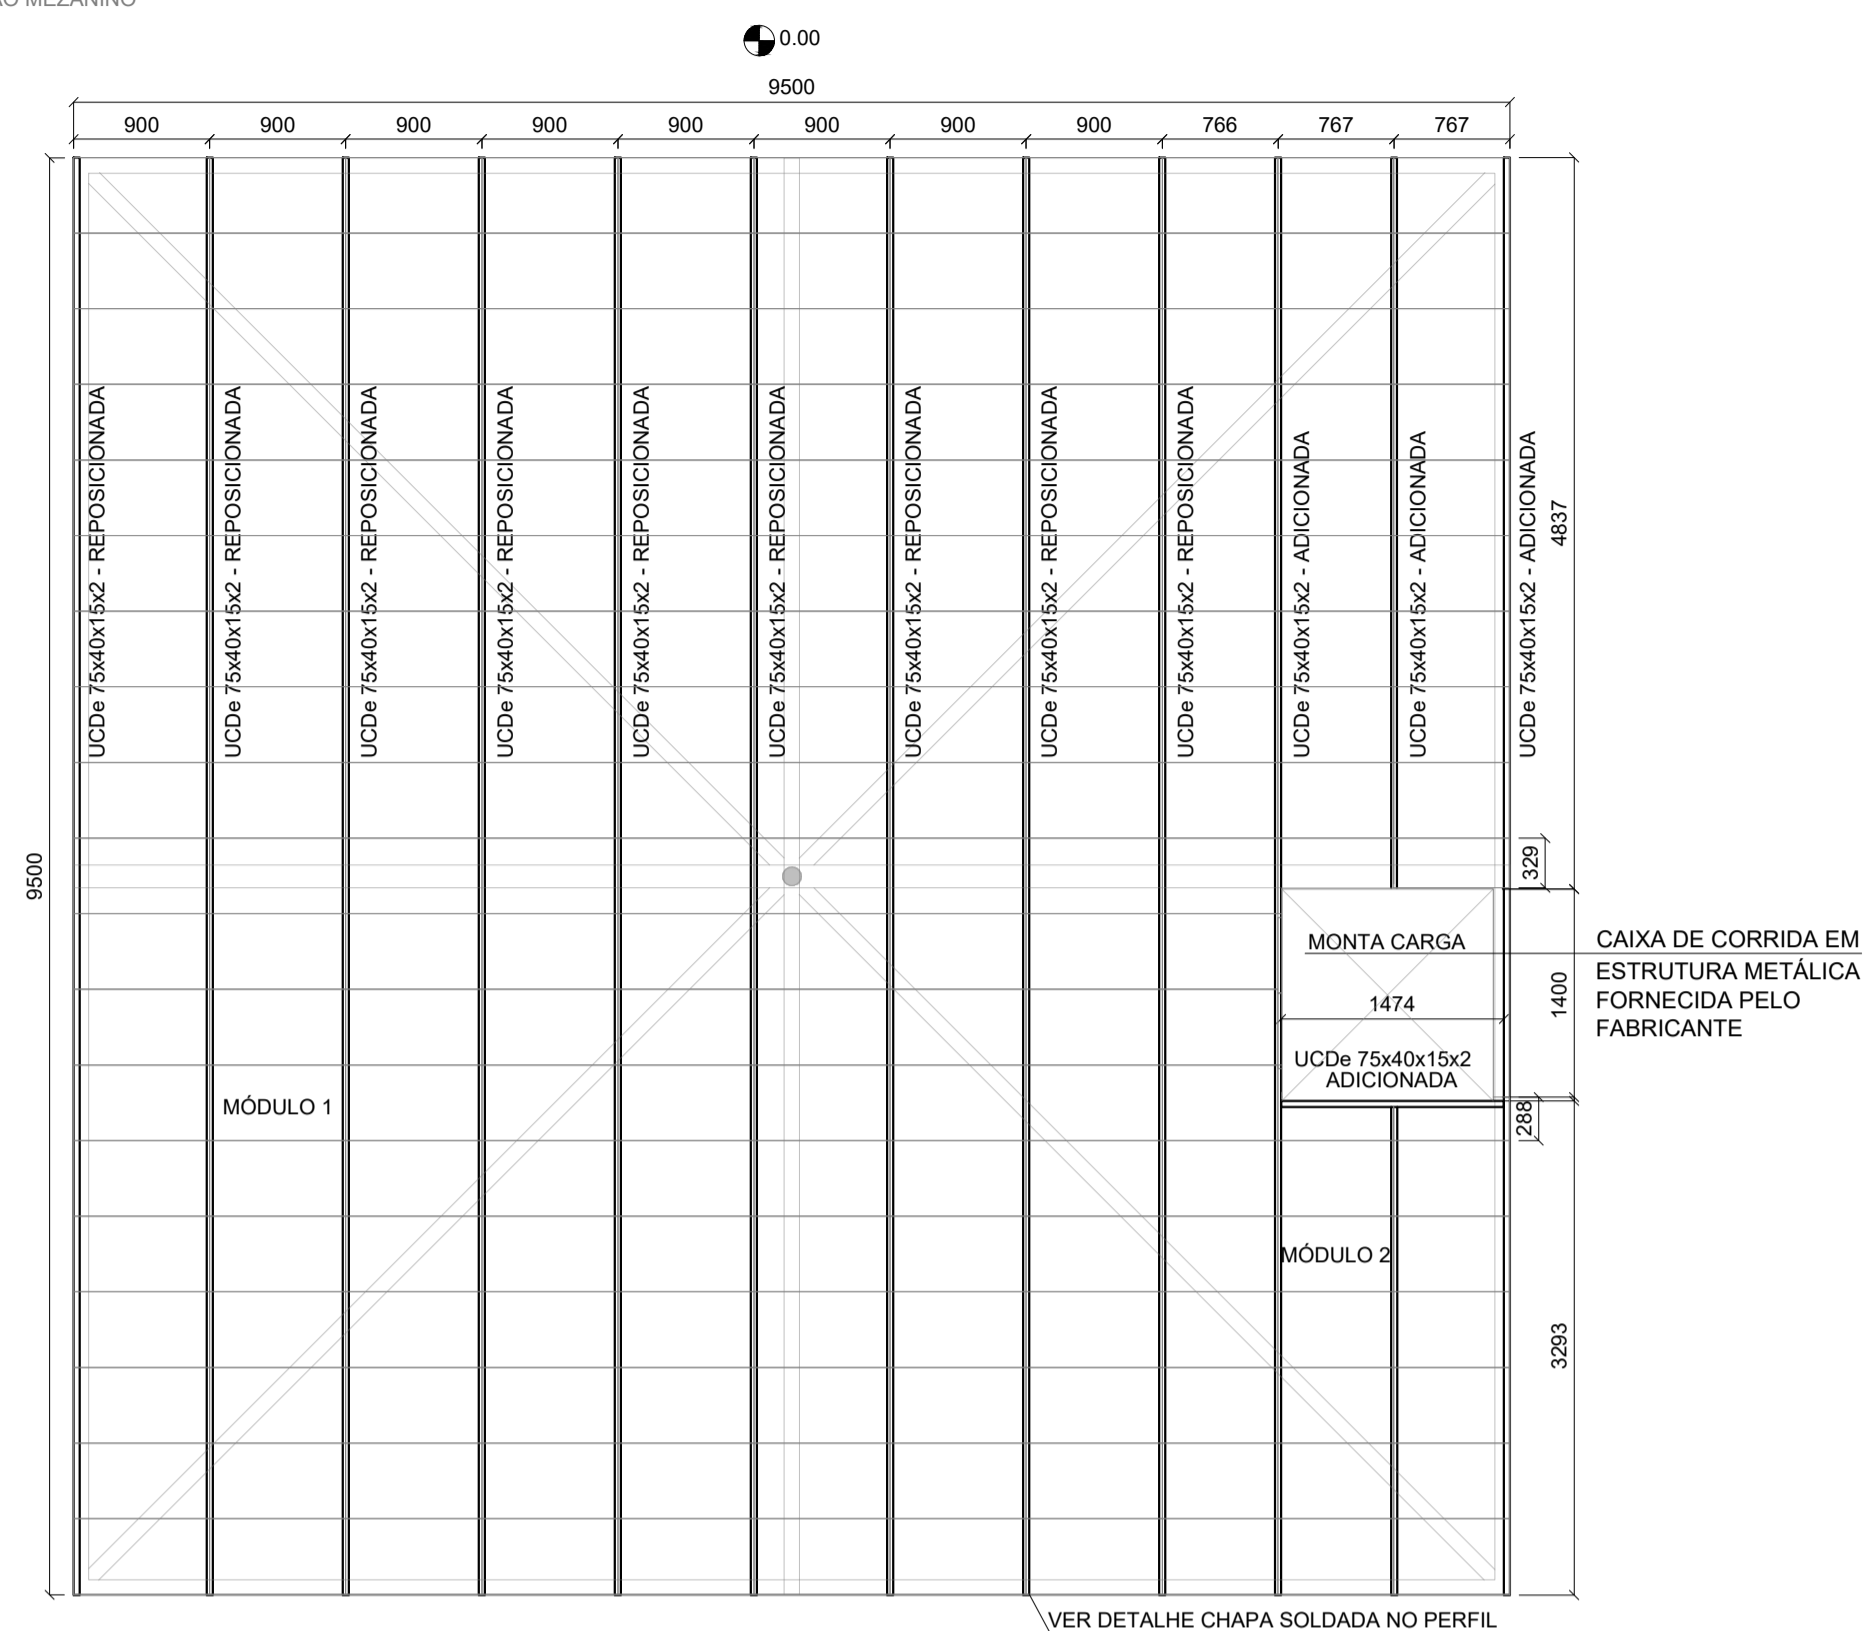 MEZANINO
0.00
9500
900 900 900 900 900 900 900 900 766 767 767
UCDe 75x40x15x2 - REPOSICIONADA
UCDe 75x40x15x2 - REPOSICIONADA
UCDe 75x40x15x2 - REPOSICIONADA
UCDe 75x40x15x2 - REPOSICIONADA
UCDe 75x40x15x2 - REPOSICIONADA
UCDe 75x40x15x2 - REPOSICIONADA
UCDe 75x40x15x2 - REPOSICIONADA
UCDe 75x40x15x2 - REPOSICIONADA
UCDe 75x40x15x2 - REPOSICIONADA
UCDe 75x40x15x2 - ADICIONADA
UCDe 75x40x15x2 - ADICIONADA
UCDe 75x40x15x2 - ADICIONADA
4837
9500
329
MONTA CARGA
CAIXA DE CORRIDA EM
ESTRUTURA METÁLICA
FORNECIDA PELO
FABRICANTE
1400
1474
UCDe 75x40x15x2
ADICIONADA
288
MÓDULO 1
MÓDULO 2
3293
VER DETALHE CHAPA SOLDADA NO PERFIL